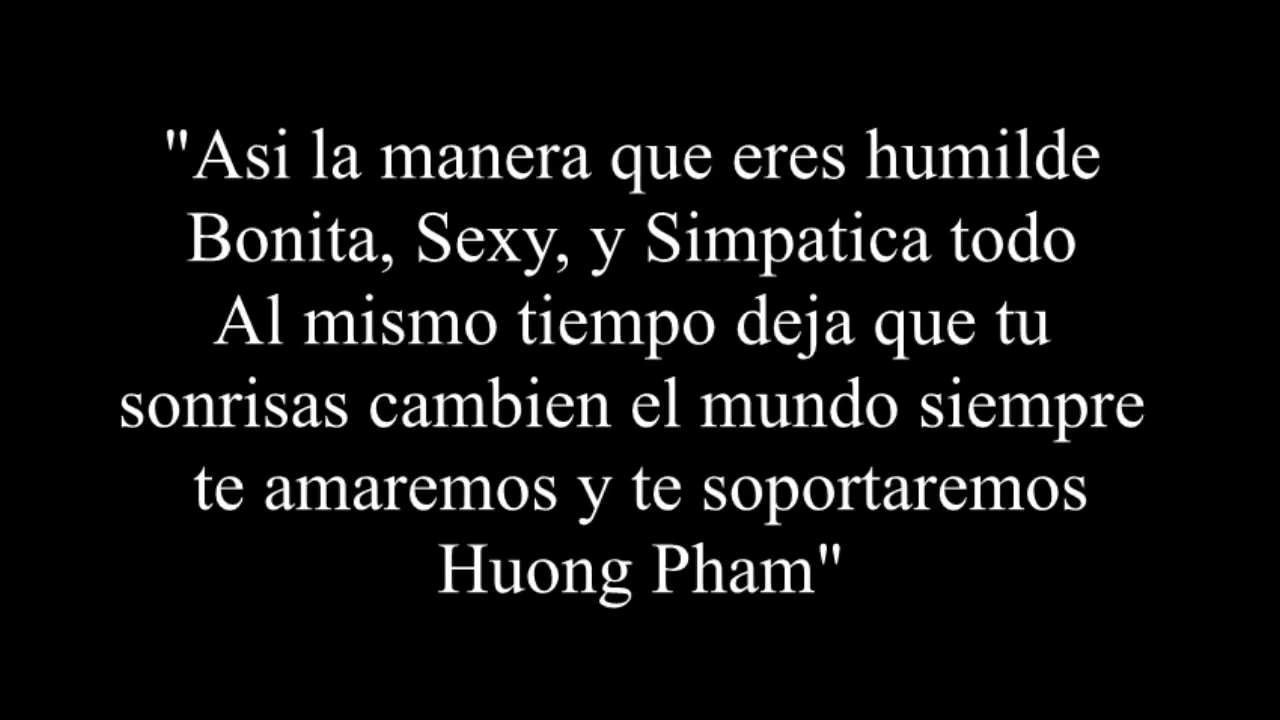 "Asi la manera que eres humilde
Bonita, Sexy, y Simpatica todo
Al mismo tiempo deja que tu
sonrisas cambien el mundo siempre
te amaremos y te soportaremos
Huong Pham"